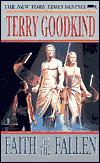 THE NEW YORK TIMES BESTSELLER
TERRY GOODKIND
FAITH OF THE FALLEN